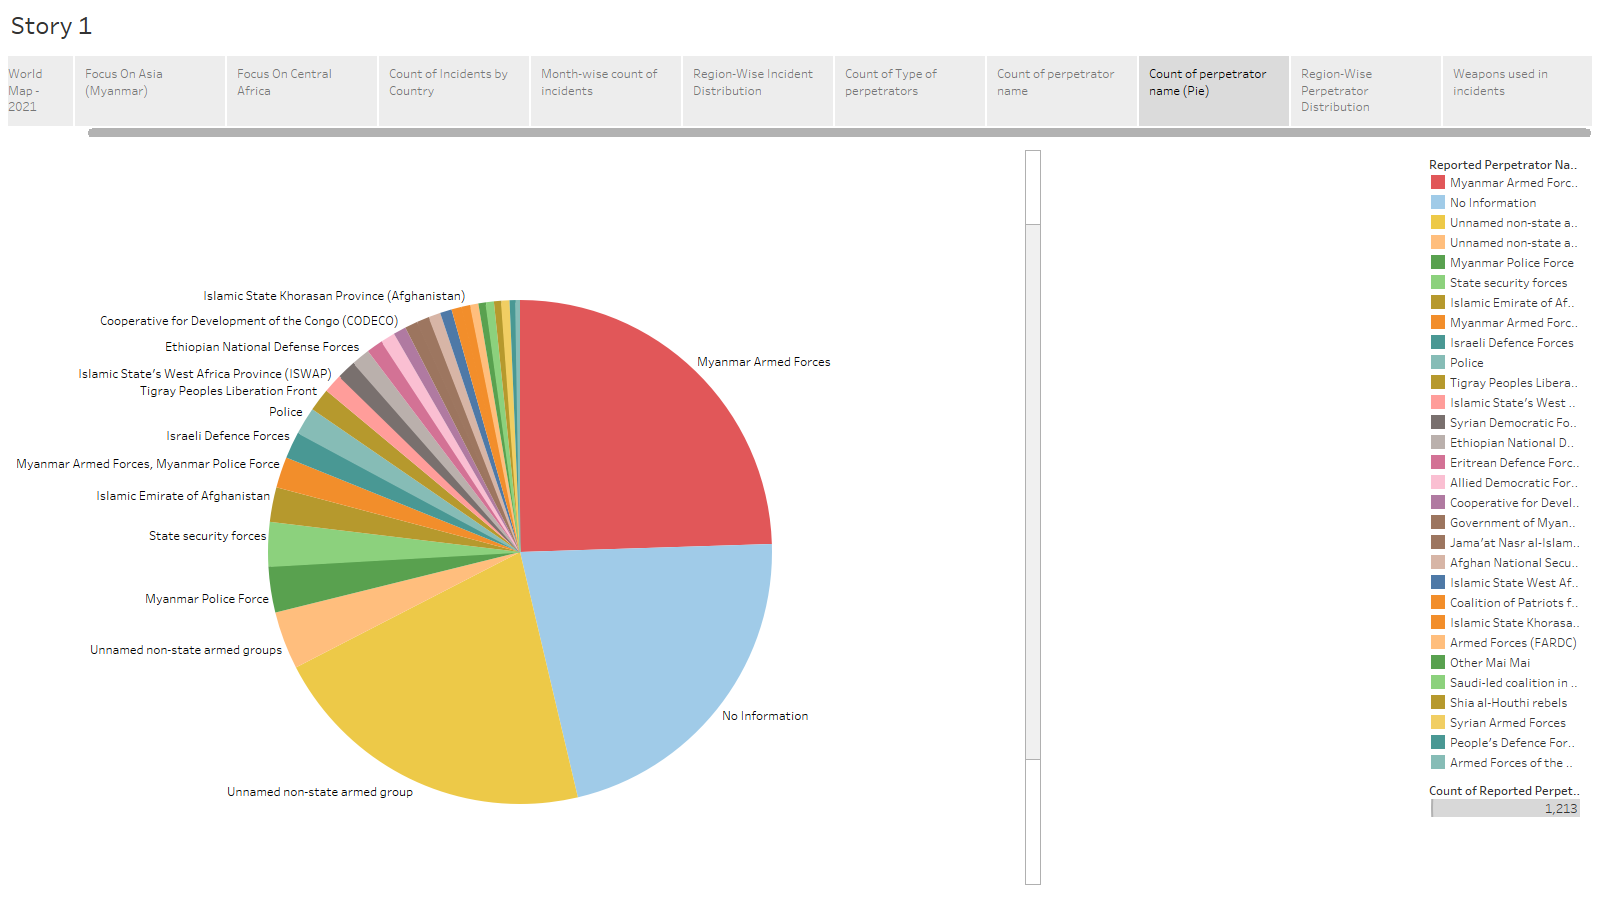 Story 1
World
Map -
2021
Focus On Asia
(Myanmar)
Focus On Central
Africa
Count of Incidents by
Country
Month-wise count of
incidents
Region-Wise Incident
Distribution
Count of Type of
perpetrators
Count of perpetrator
name
Count of perpetrator
name (Pie)
Region-Wise
Perpetrator
Distribution
Weapons used in
incidents
Islamic State Khorasan Province (Afghanistan)
Cooperative for Development of the Congo (CODECO)
Ethiopian National Defense Forces
Islamic State's West Africa Province (ISWAP)
Tigray Peoples Liberation Front
Police
Israeli Defence Forces
Myanmar Armed Forces, Myanmar Police Force
Islamic Emirate of Afghanistan
State security forces
Myanmar Police Force
Unnamed non-state armed groups
Unnamed non-state armed group
Myanmar Armed Forces
No Information
Reported Perpetrator Na..
Myanmar Armed Forc..
No Information
Unnamed non-state a..
Unnamed non-state a..
Myanmar Police Force
State security forces
Islamic Emirate of Af..
Myanmar Armed Forc..
Israeli Defence Forces
Police
Tigray Peoples Libera..
Islamic State's West ..
Syrian Democratic Fo..
Ethiopian National D..
Eritrean Defence Forc..
Allied Democratic For..
Cooperative for Devel..
Government of Myan..
Jama'at Nasr al-Islam..
Afghan National Secu..
Islamic State West Af..
Coalition of Patriots f..
Islamic State Khorasa..
Armed Forces (FARDC)
Other Mai Mai
Saudi-led coalition in ..
Shia al-Houthi rebels
Syrian Armed Forces
People's Defence For..
Armed Forces of the ..
Count of Reported Perpet..
1,213